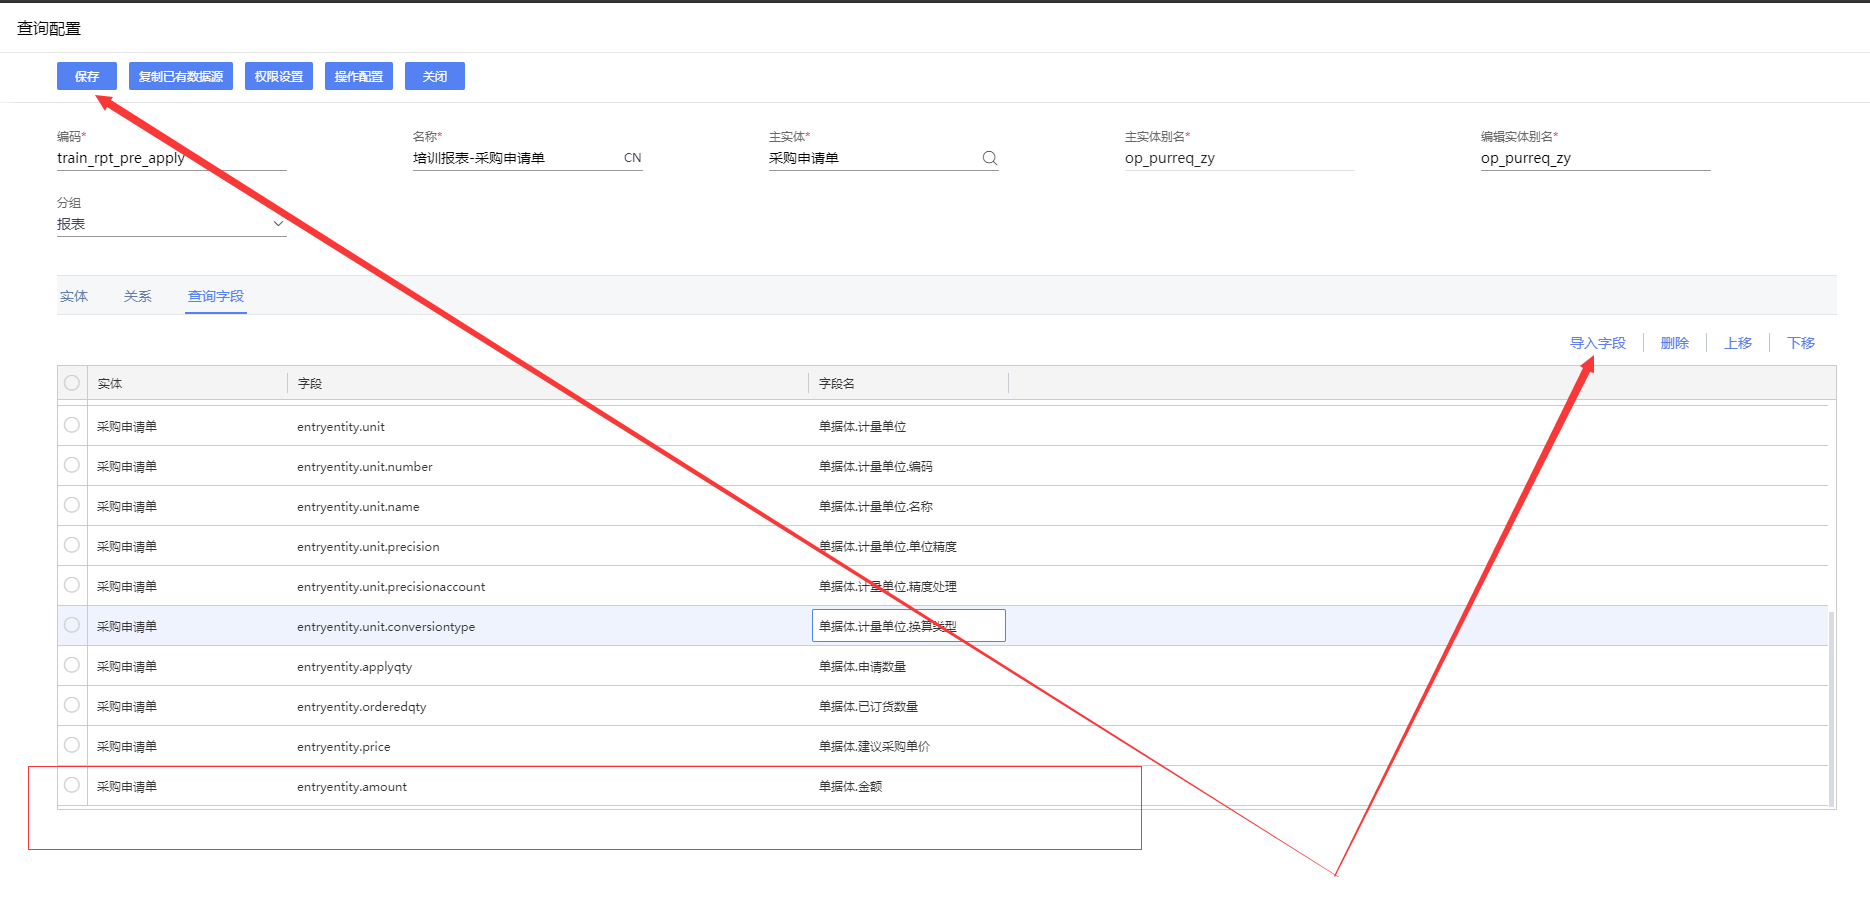 查询配置
保存 复制已有数据源 权限设置 操作配置 关闭
编码* 名称* 主实体* 主实体别名* 编辑实体别名*
train_rpt_pre_apply 培训报表-采购申请单 CN 采购申请单 op_purreq_zy op_purreq_zy
分组
报表
实体 关系 查询字段
导入字段 删除 上移 下移
实体 字段 字段名
采购申请单 entryentity.unit 单据体.计量单位
采购申请单 entryentity.unit.number 单据体.计量单位.编码
采购申请单 entryentity.unit.name 单据体.计量单位.名称
采购申请单 entryentity.unit.precision 单据体.计量单位.单位精度
采购申请单 entryentity.unit.precisionaccount 单据体.计量单位.精度处理
采购申请单 entryentity.unit.conversiontype 单据体.计量单位.换算类型
采购申请单 entryentity.applyqty 单据体.申请数量
采购申请单 entryentity.orderedqty 单据体.已订货数量
采购申请单 entryentity.price 单据体.建议采购单价
采购申请单 entryentity.amount 单据体.金额